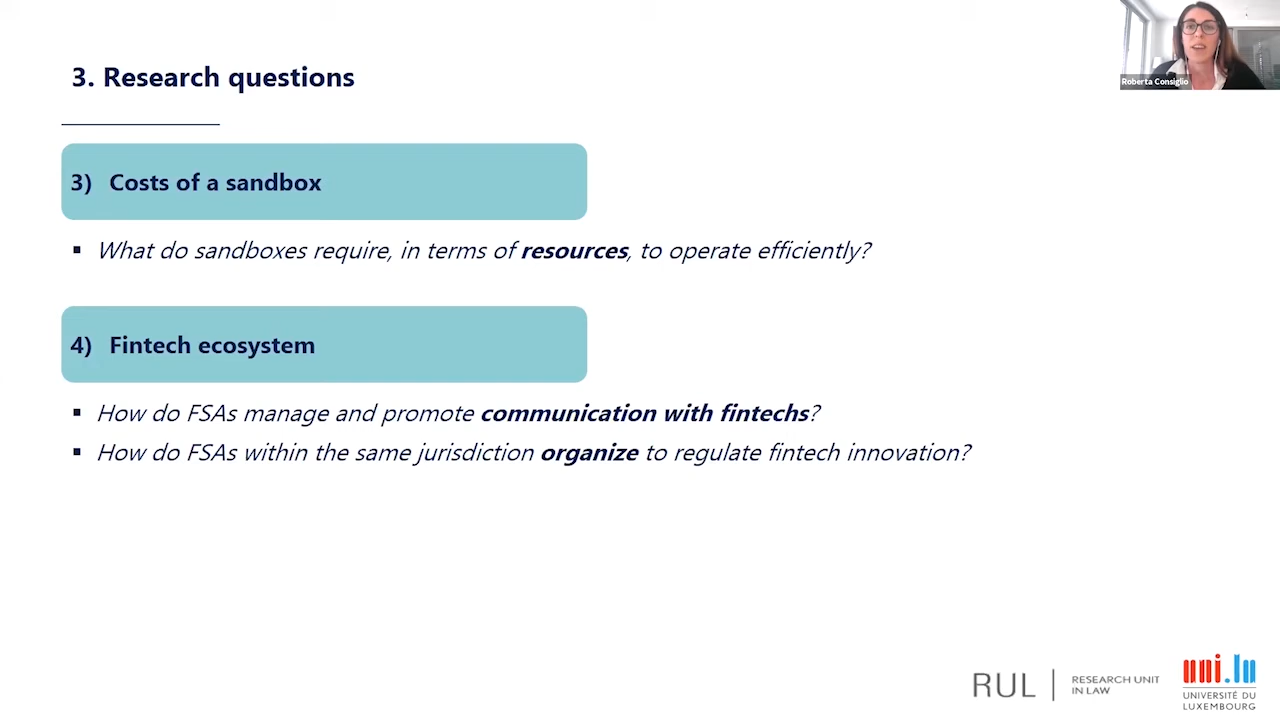 3. Research questions
Roberta Consiglio
3) Costs of a sandbox
▪ What do sandboxes require, in terms of resources, to operate efficiently?
4) Fintech ecosystem
▪ How do FSAs manage and promote communication with fintechs?
▪ How do FSAs within the same jurisdiction organize to regulate fintech innovation?
RUL
RESEARCH UNIT
IN LAW
uni.lu
UNIVERSITÉ DU
LUXEMBOURG